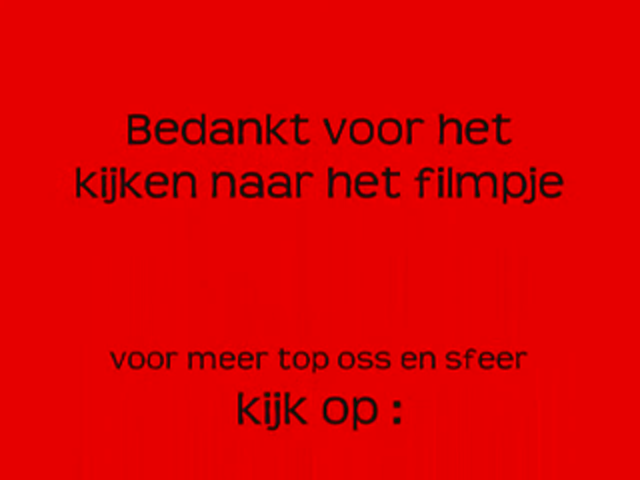 Bedankt voor het
kijken naar het filmpje
voor meer top oss en sfeer
kijk op :